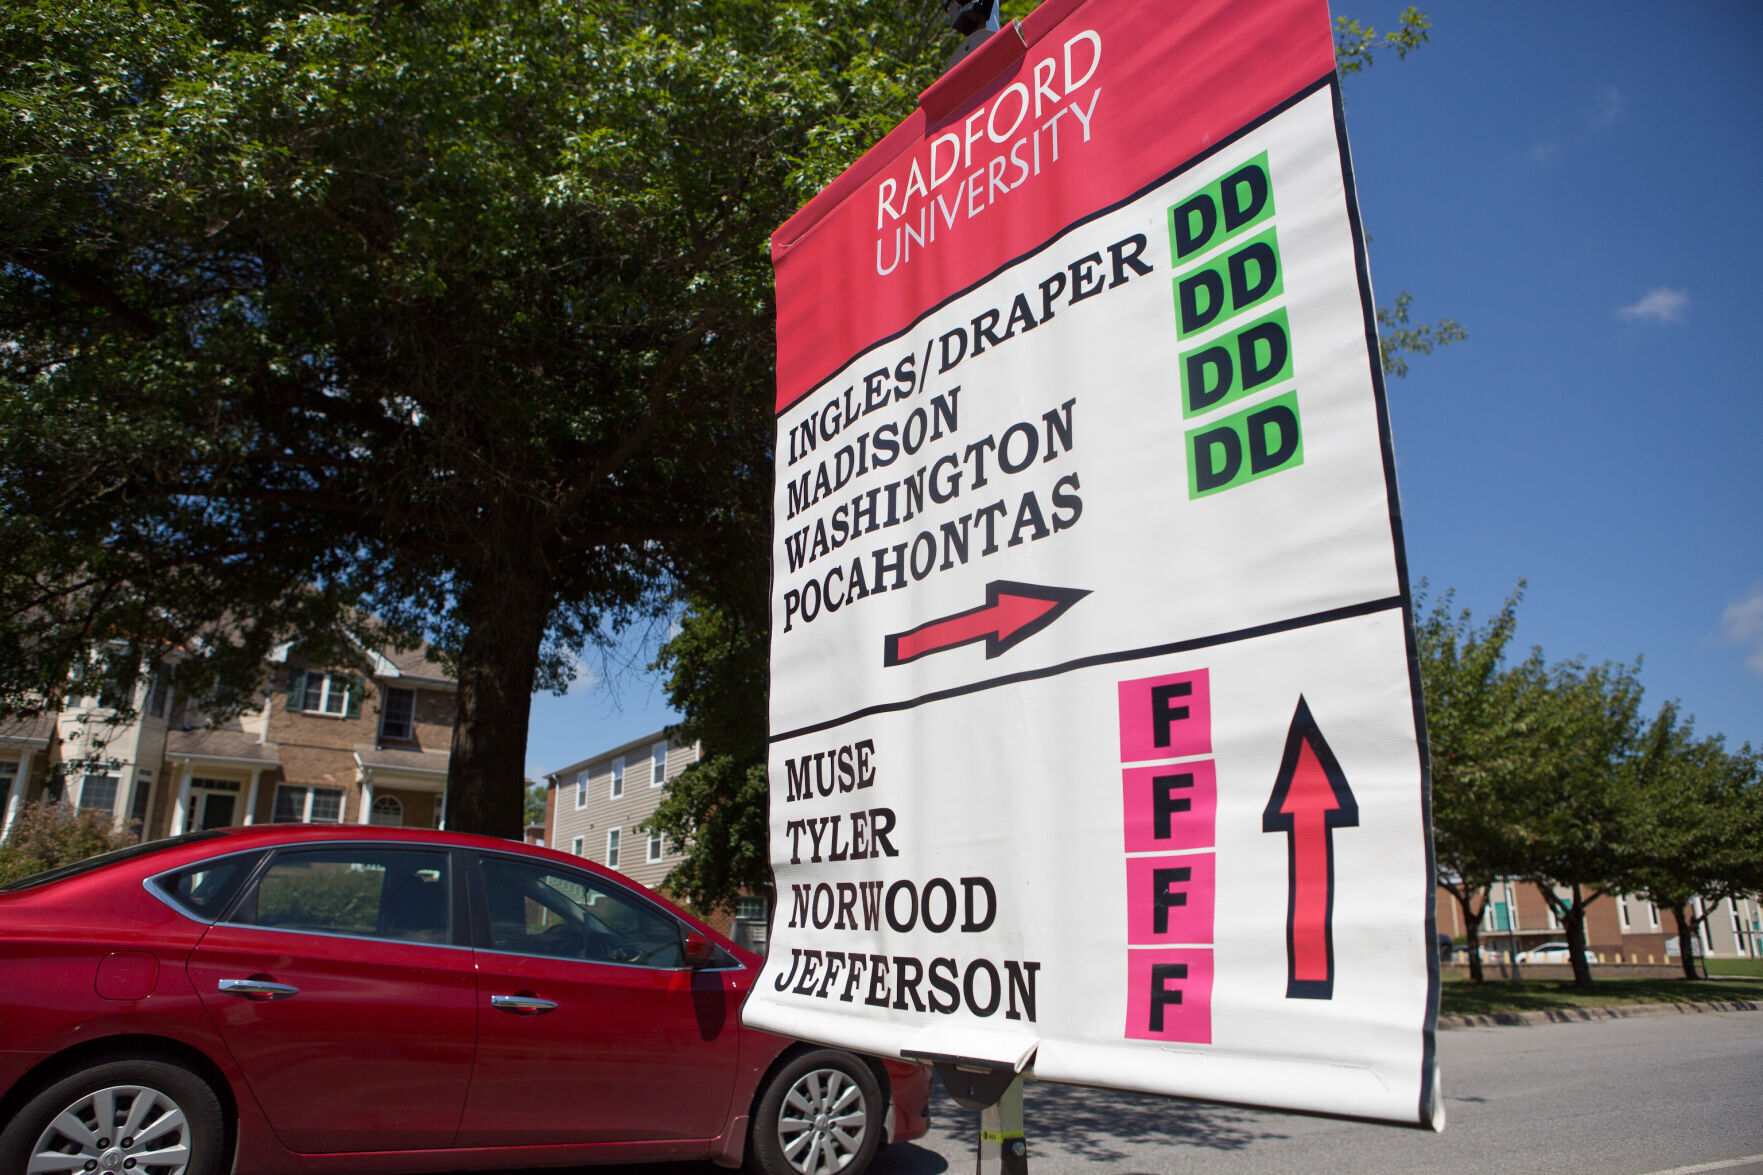 RADFORD
UNIVERSITY
INGLES/DRAPER DD
MADISON DD
WASHINGTON DD
POCAHONTAS DD
MUSE F
TYLER F
NORWOOD F
JEFFERSON F